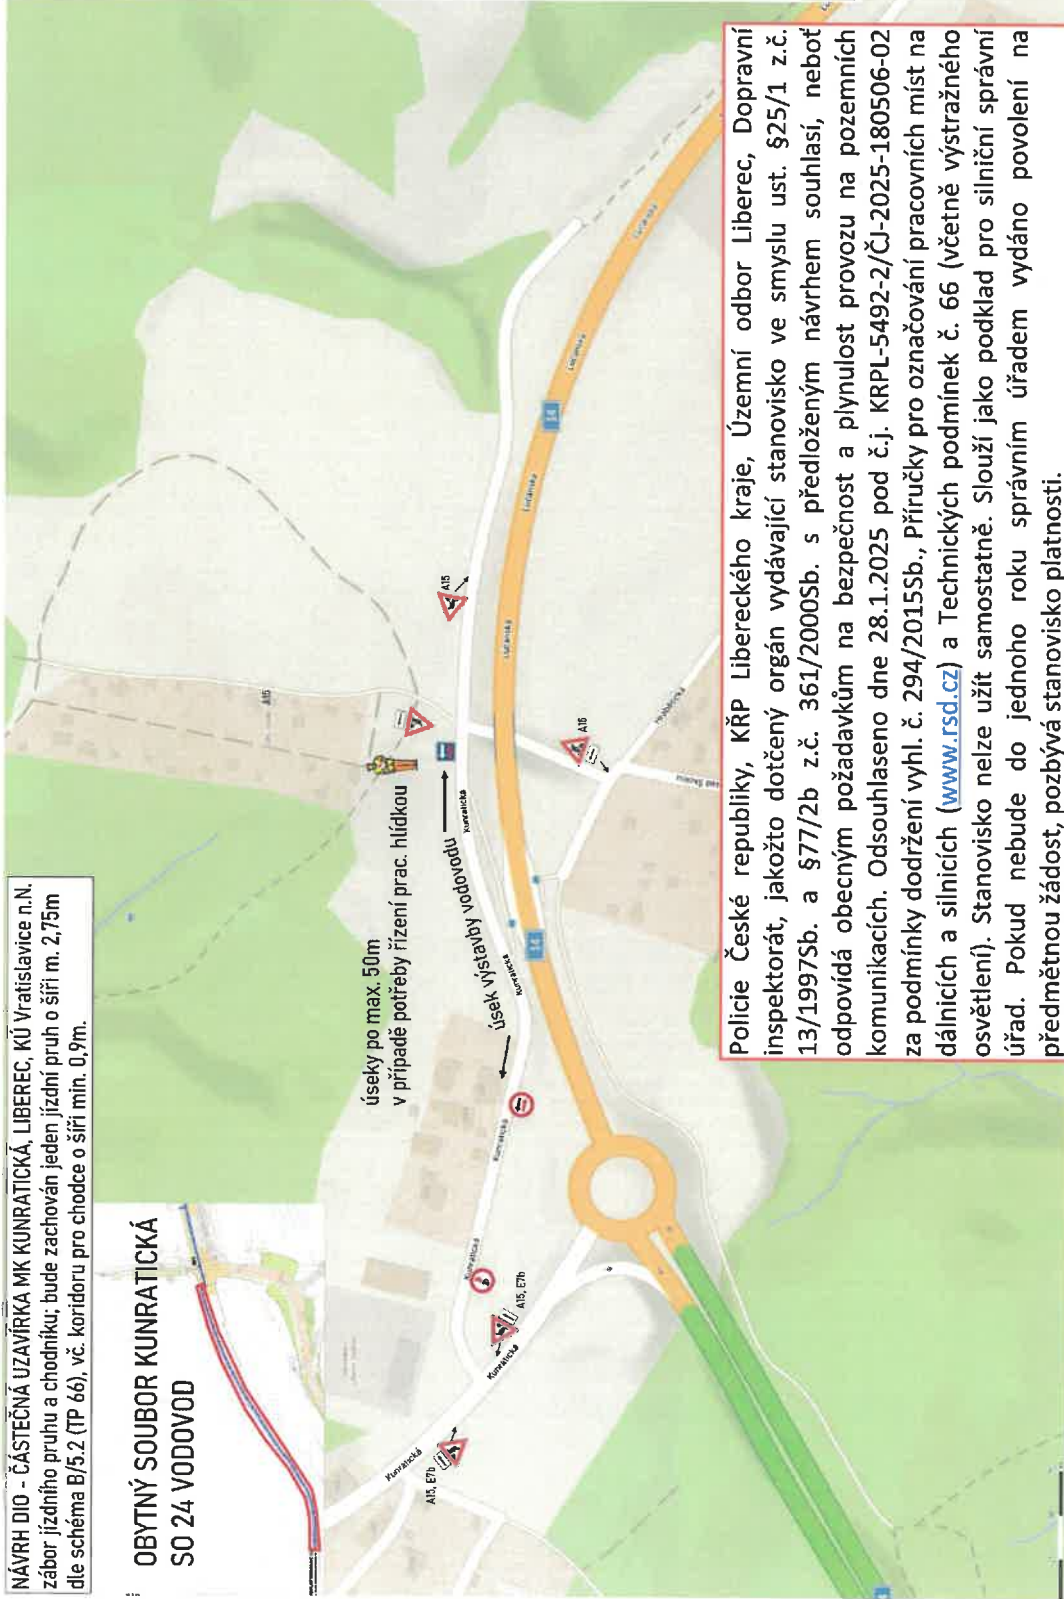 NÁVRH DIO - ČÁSTEČNÁ UZAVÍRKA MK KUNRATICKÁ, LIBEREC, KÚ Vratislavice n.N.
zábor jízdního pruhu a chodníku; bude zachován jeden jízdní pruh o šíři m. 2,75m
dle schéma B/5.2 (TP 66), vč. koridoru pro chodce o šíři min. 0,9m.
OBYTNÝ SOUBOR KUNRATICKÁ
SO 24 VODOVOD
úseky po max. 50m
v případě potřeby řízení prac. hlídkou
úsek výstavby vodovodu
A15
A15
A15
A15, E7b
A15, E7b
Kunratická
Kunratická
Kunratická
Kunratická
Kunratická
Kunratická
Lučanská
Lučanská
Lučanská
Lučanská
Lučanská
Hrabětická
14
14
Policie České republiky, KŘP Libereckého kraje, Územní odbor Liberec, Dopravní
inspektorát, jakožto dotčený orgán vydávající stanovisko ve smyslu ust. §25/1 z.č.
13/1997Sb. a §77/2b z.č. 361/2000Sb. s předloženým návrhem souhlasí, neboť
odpovídá obecným požadavkům na bezpečnost a plynulost provozu na pozemních
komunikacích. Odsouhlaseno dne 28.1.2025 pod č.j. KRPL-5492-2/ČJ-2025-180506-02
za podmínky dodržení vyhl. č. 294/2015Sb., Příručky pro označování pracovních míst na
dálnicích a silnicích (www.rsd.cz) a Technických podmínek č. 66 (včetně výstražného
osvětlení). Stanovisko nelze užít samostatně. Slouží jako podklad pro silniční správní
úřad. Pokud nebude do jednoho roku správním úřadem vydáno povolení na
předmětnou žádost, pozbývá stanovisko platnosti.